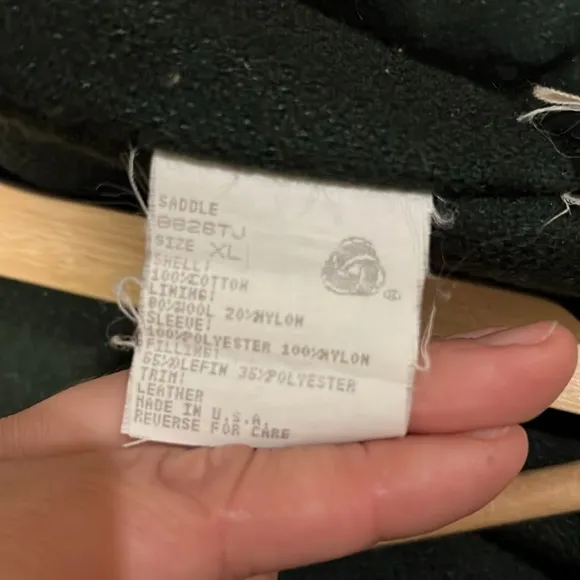 SADDLE
8828TJ
SIZE XL
SHELL:
100%COTTON
LINING:
80%WOOL 20%NYLON
SLEEVE:
100%POLYESTER 100%NYLON
FILLING:
65%OLEFIN 35%POLYESTER
TRIM:
LEATHER
MADE IN U.S.A.
REVERSE FOR CARE